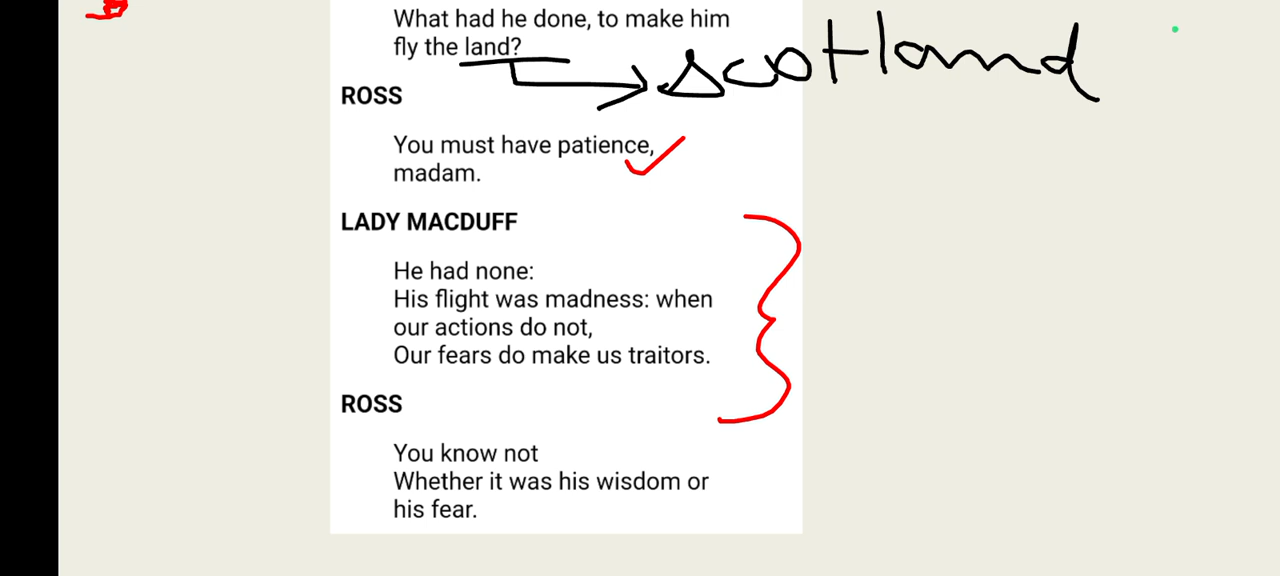 What had he done, to make him
fly the land?
scotland
ROSS
You must have patience,
madam.
LADY MACDUFF
He had none:
His flight was madness: when
our actions do not,
Our fears do make us traitors.
ROSS
You know not
Whether it was his wisdom or
his fear.